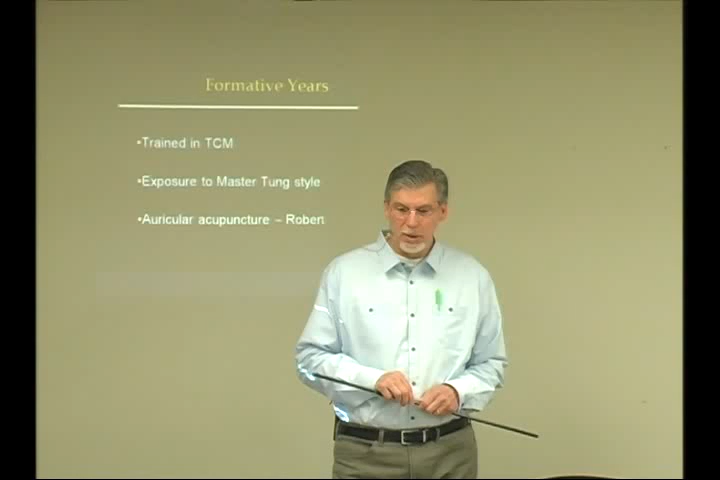 Formative Years
•Trained in TCM
•Exposure to Master Tung style
•Auricular acupuncture – Robert